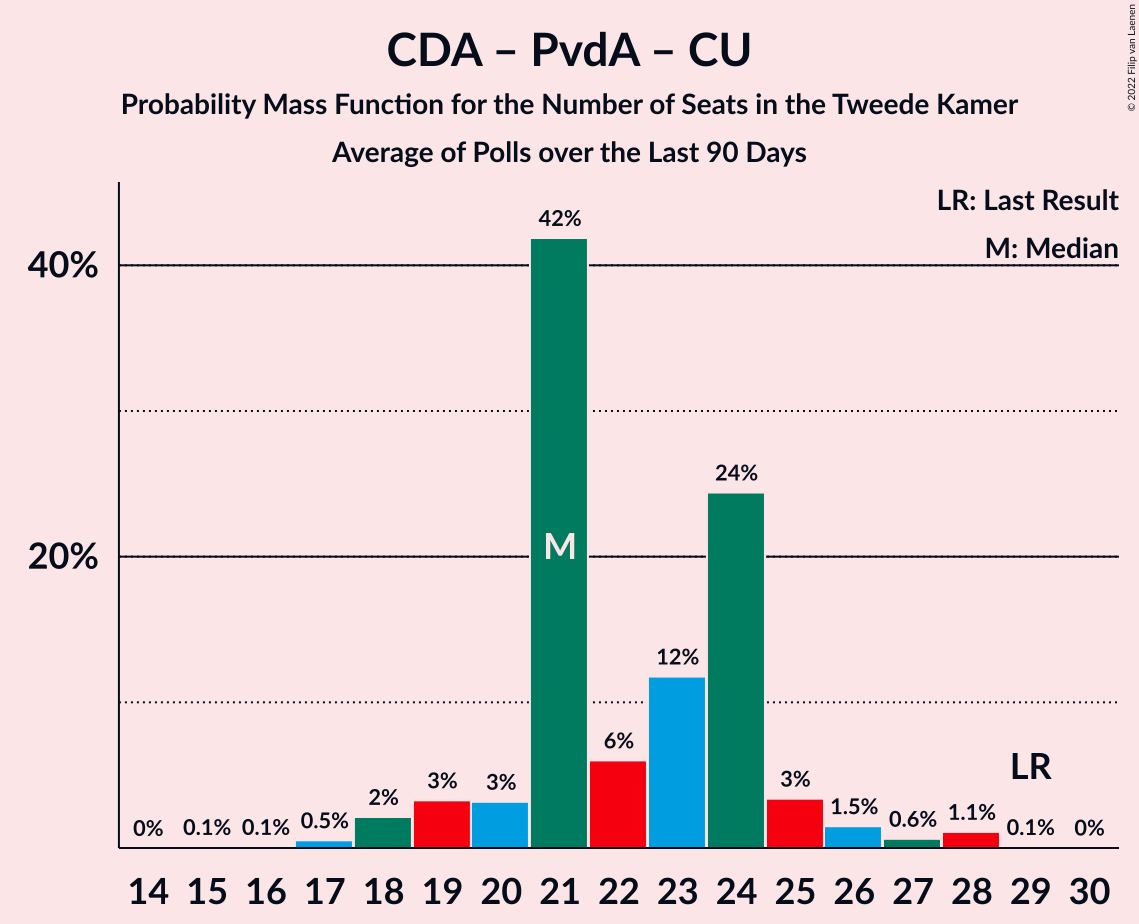 CDA – PvdA – CU
Probability Mass Function for the Number of Seats in the Tweede Kamer
Average of Polls over the Last 90 Days
© 2022 Filip van Laenen
LR: Last Result
M: Median
40%
20%
0%
0.1%
0.1%
0.5%
2%
3%
3%
42%
M
6%
12%
24%
3%
1.5%
0.6%
1.1%
LR
0.1%
0%
14 15 16 17 18 19 20 21 22 23 24 25 26 27 28 29 30